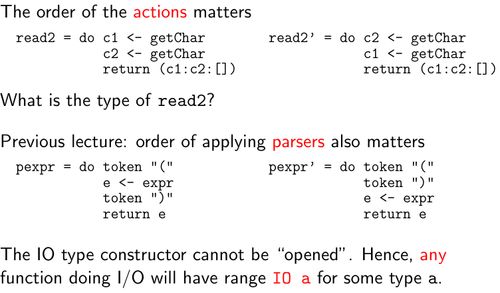 The order of the actions matters
read2 = do c1 <- getChar    read2' = do c2 <- getChar
           c2 <- getChar                c1 <- getChar
           return (c1:c2:[])            return (c1:c2:[])
What is the type of read2?
Previous lecture: order of applying parsers also matters
pexpr = do token "("        pexpr' = do token "("
           e <- expr                    token ")"
           token ")"                    e <- expr
           return e                     return e
The IO type constructor cannot be “opened”. Hence, any
function doing I/O will have range IO a for some type a.